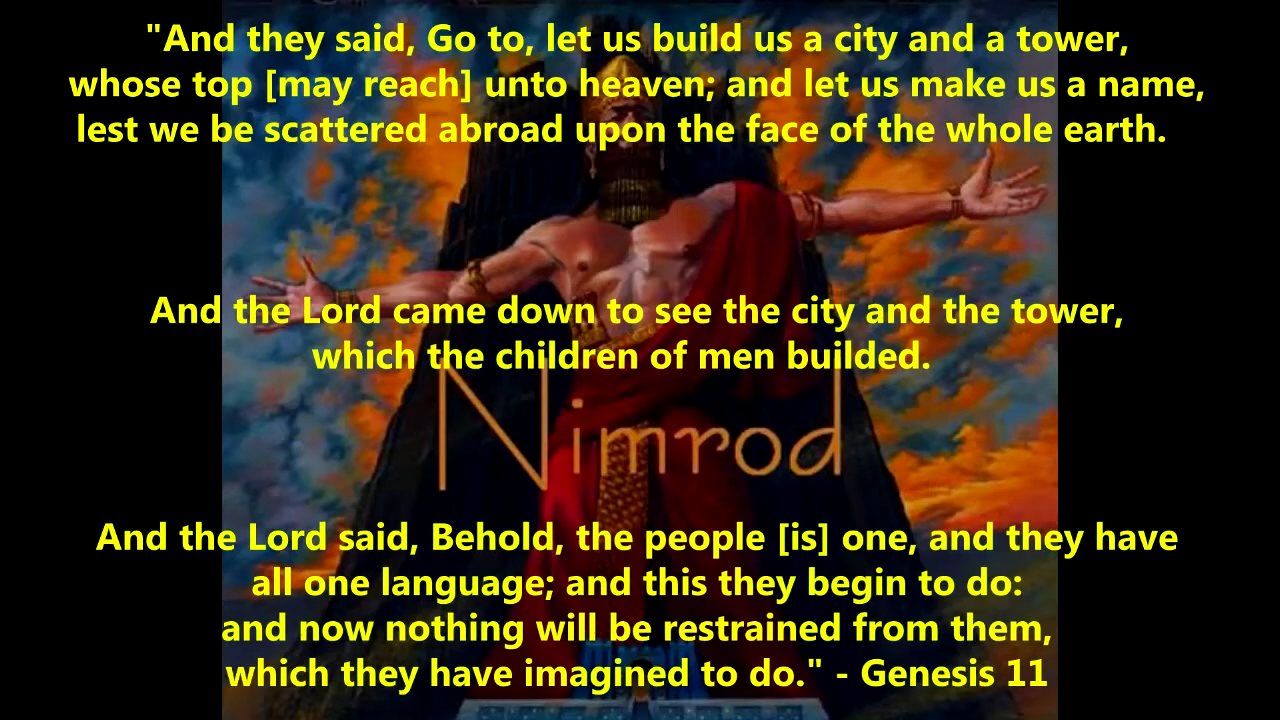 "And they said, Go to, let us build us a city and a tower,
whose top [may reach] unto heaven; and let us make us a name,
lest we be scattered abroad upon the face of the whole earth.
And the Lord came down to see the city and the tower,
which the children of men builded.
Nimrod
And the Lord said, Behold, the people [is] one, and they have
all one language; and this they begin to do:
and now nothing will be restrained from them,
which they have imagined to do." - Genesis 11